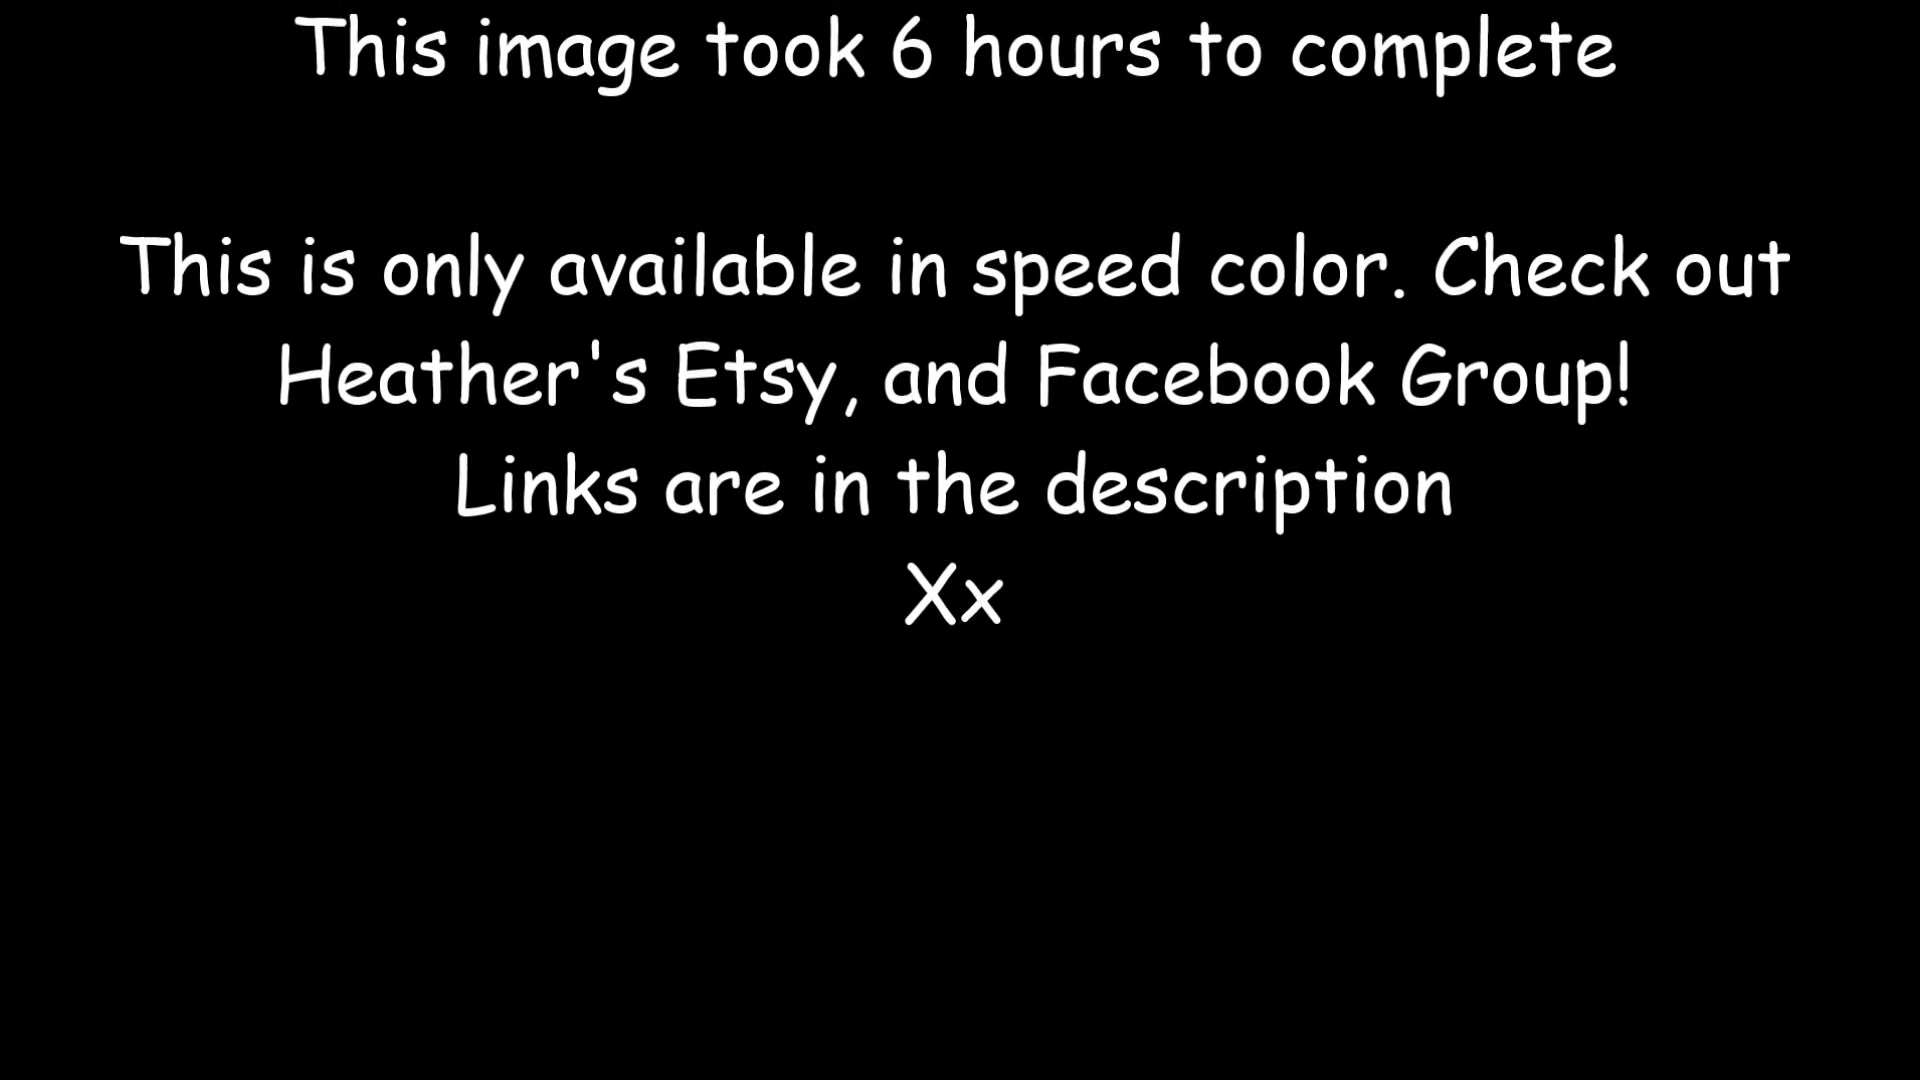 This image took 6 hours to complete
This is only available in speed color. Check out
Heather's Etsy, and Facebook Group!
Links are in the description
Xx